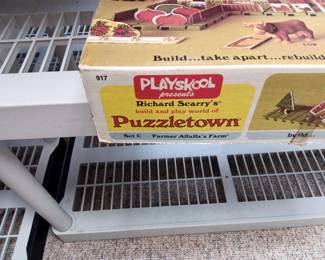 Build...take apart...rebuild
917
PLAYSKOOL
presents
Richard Scarry's
build and play world of
Puzzletown
Set C Farmer Alfalfa's Farm
build...